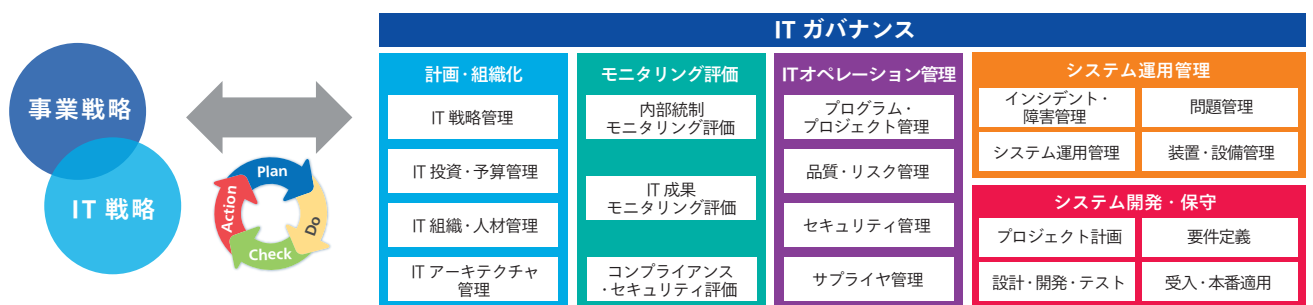 事業戦略
IT 戦略
Plan
Do
Check
Action
IT ガバナンス
計画・組織化
IT 戦略管理
IT 投資・予算管理
IT 組織・人材管理
IT アーキテクチャ
管理
モニタリング評価
内部統制
モニタリング評価
IT 成果
モニタリング評価
コンプライアンス
・セキュリティ評価
ITオペレーション管理
プログラム・
プロジェクト管理
品質・リスク管理
セキュリティ管理
サプライヤ管理
システム運用管理
インシデント・
障害管理
問題管理
システム運用管理
装置・設備管理
システム開発・保守
プロジェクト計画
要件定義
設計・開発・テスト
受入・本番適用